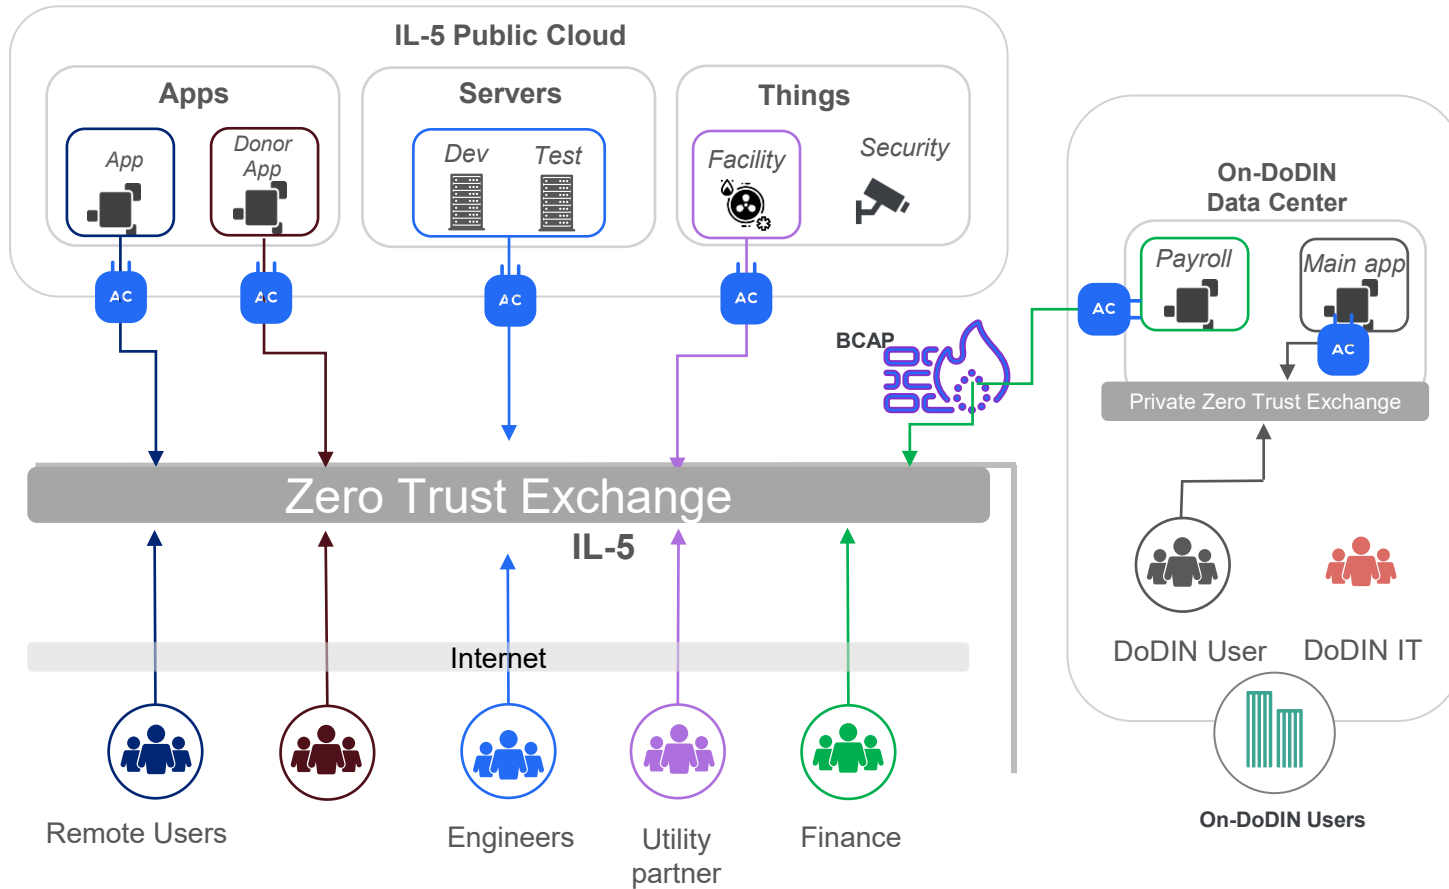 IL-5 Public Cloud
Apps
Servers
Things
App
Donor
App
Dev
Test
Facility
Security
AC
AC
AC
AC
On-DoDIN
Data Center
Payroll
Main app
AC
AC
BCAP
Private Zero Trust Exchange
Zero Trust Exchange
IL-5
Internet
DoDIN User
DoDIN IT
Remote Users
Engineers
Utility
partner
Finance
On-DoDIN Users